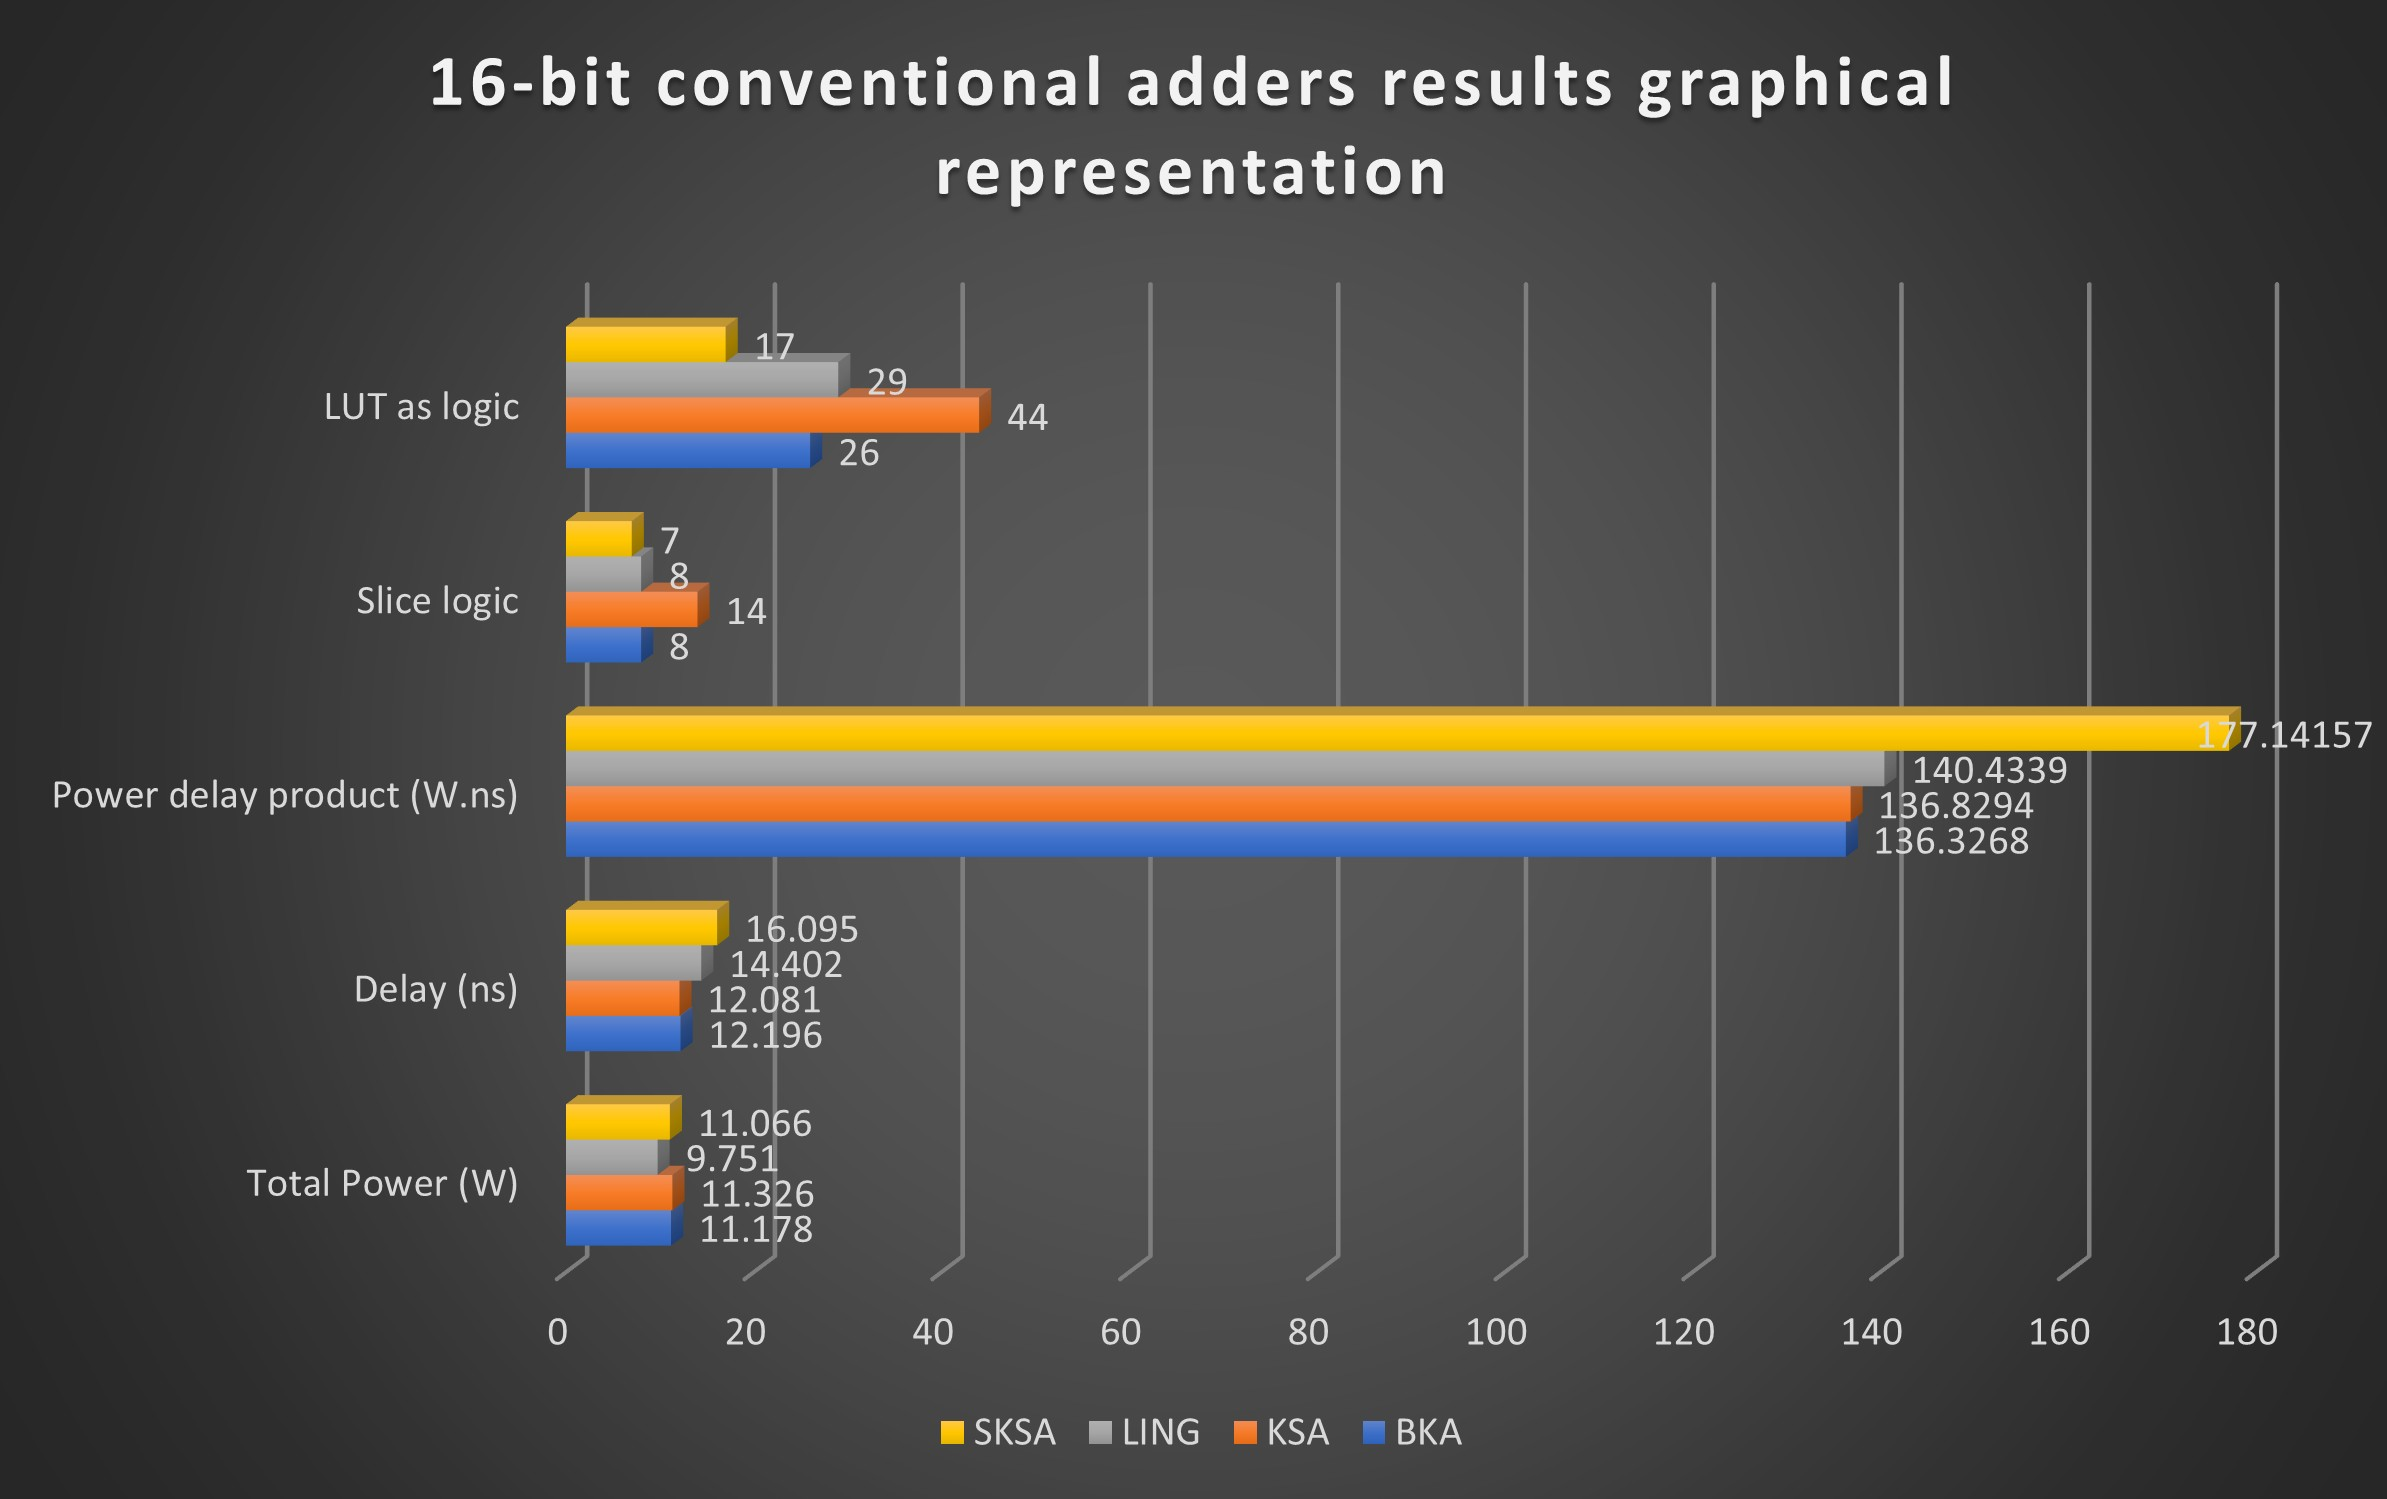 16-bit conventional adders results graphical
representation
LUT as logic
17
29
44
26
Slice logic
7
8
14
8
Power delay product (W.ns)
177.14157
140.4339
136.8294
136.3268
Delay (ns)
16.095
14.402
12.081
12.196
Total Power (W)
11.066
9.751
11.326
11.178
0 20 40 60 80 100 120 140 160 180
SKSA LING KSA BKA